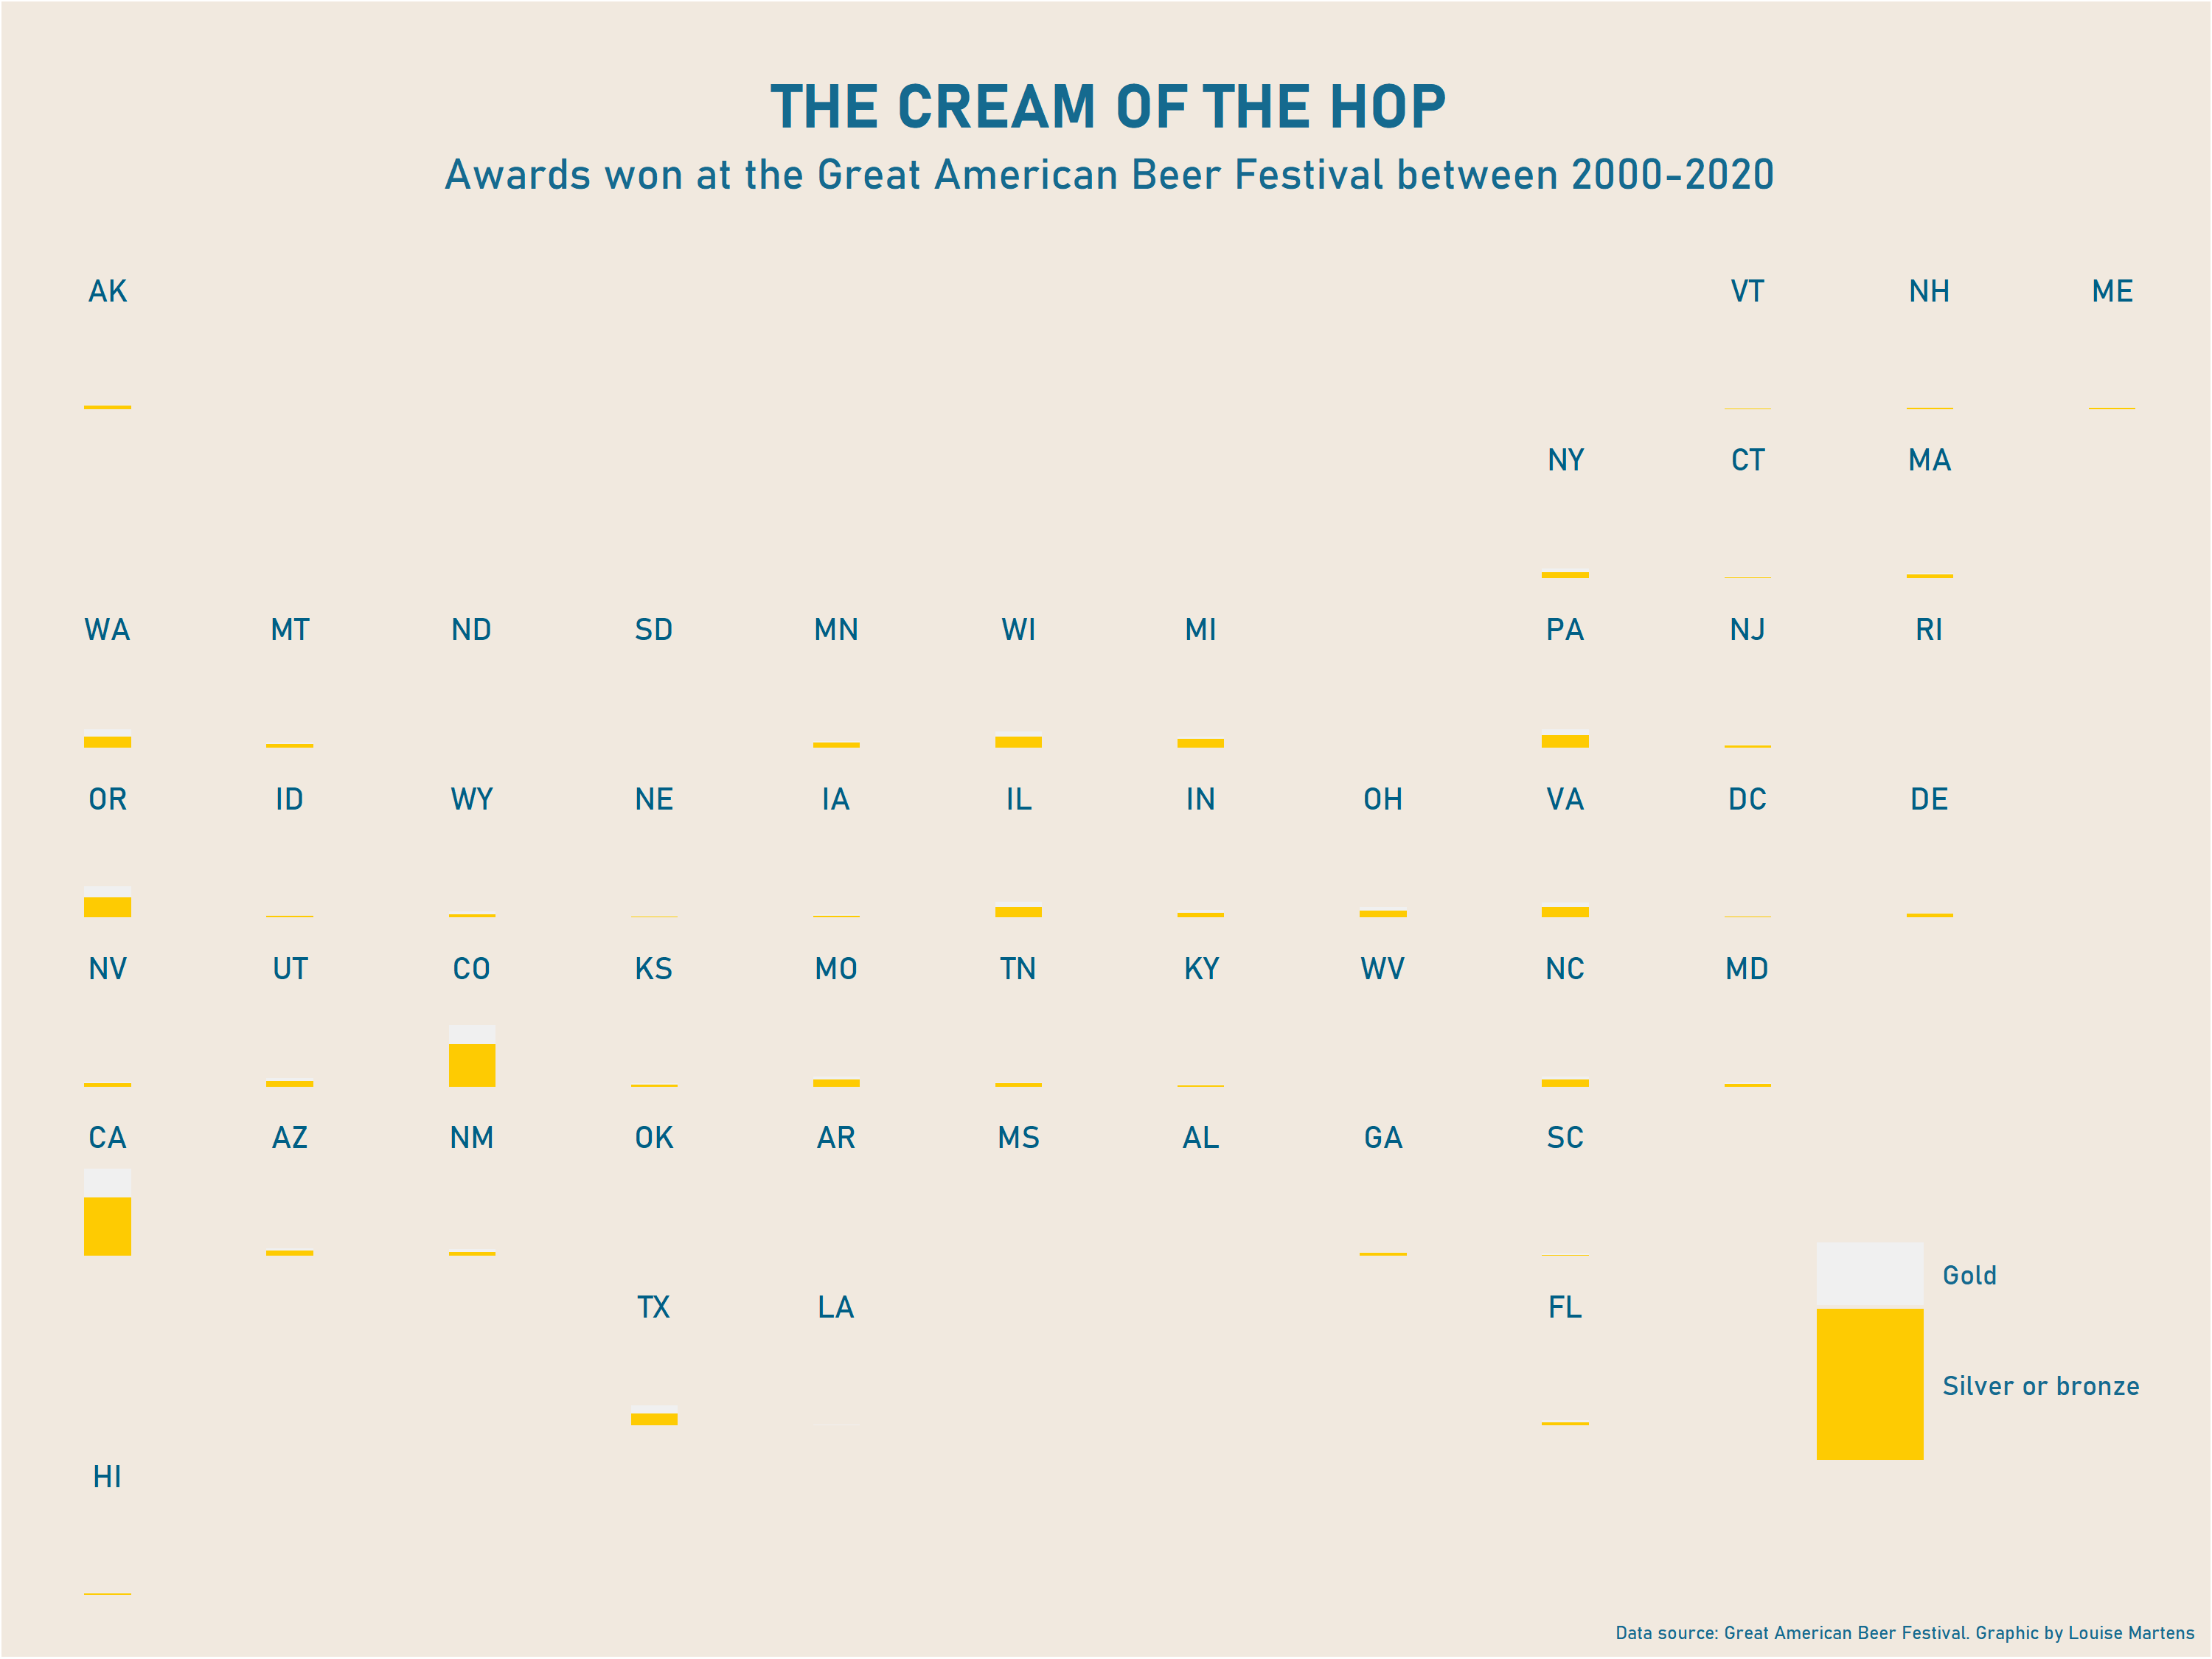 THE CREAM OF THE HOP
Awards won at the Great American Beer Festival between 2000-2020
AK VT NH ME
NY CT MA
WA MT ND SD MN WI MI PA NJ RI
OR ID WY NE IA IL IN OH VA DC DE
NV UT CO KS MO TN KY WV NC MD
CA AZ NM OK AR MS AL GA SC
Gold
TX LA FL
Silver or bronze
HI
Data source: Great American Beer Festival. Graphic by Louise Martens